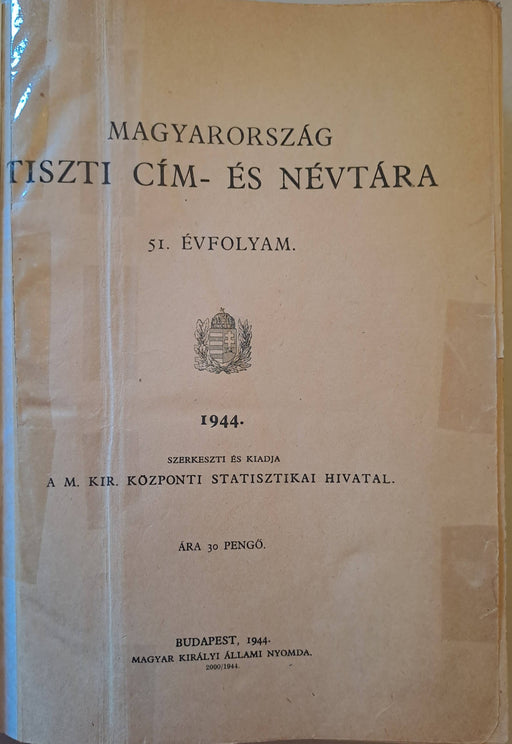 MAGYARORSZÁG
TISZTI CÍM- ÉS NÉVTÁRA
51. ÉVFOLYAM.
1944.
SZERKESZTI ÉS KIADJA
A M. KIR. KÖZPONTI STATISZTIKAI HIVATAL.
ÁRA 30 PENGŐ.
BUDAPEST, 1944.
MAGYAR KIRÁLYI ÁLLAMI NYOMDA.
2000/1944.